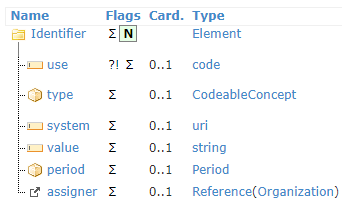 Name Flags Card. Type
Identifier Σ N Element
use ?! Σ 0..1 code
type Σ 0..1 CodeableConcept
system Σ 0..1 uri
value Σ 0..1 string
period Σ 0..1 Period
assigner Σ 0..1 Reference(Organization)